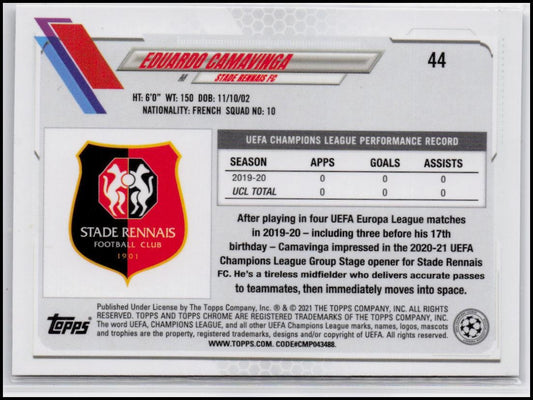 EDUARDO CAMAVINGA
44
M
STADE RENNAIS FC
HT: 6'0" WT: 150 DOB: 11/10/02
NATIONALITY: FRENCH SQUAD NO: 10
UEFA CHAMPIONS LEAGUE PERFORMANCE RECORD
SEASON APPS GOALS ASSISTS
2019-20 0 0 0
UCL TOTAL 0 0 0
STADE RENNAIS
FOOTBALL CLUB
1901
After playing in four UEFA Europa League matches
in 2019-20 – including three before his 17th
birthday – Camavinga impressed in the 2020-21 UEFA
Champions League Group Stage opener for Stade Rennais
FC. He's a tireless midfielder who delivers accurate passes
to teammates, then immediately moves into space.
Topps
Published Under License by The Topps Company, Inc. ® & © 2021 THE TOPPS COMPANY, INC. ALL RIGHTS
RESERVED. TOPPS AND TOPPS CHROME ARE REGISTERED TRADEMARKS OF THE TOPPS COMPANY, INC.
The word UEFA, CHAMPIONS LEAGUE, and all other UEFA Champions League marks, names, logos, mascots
and trophies are the property, registered trademarks, designs and/or copyright of UEFA. All rights reserved.
WWW.TOPPS.COM. CODE#CMP043488.